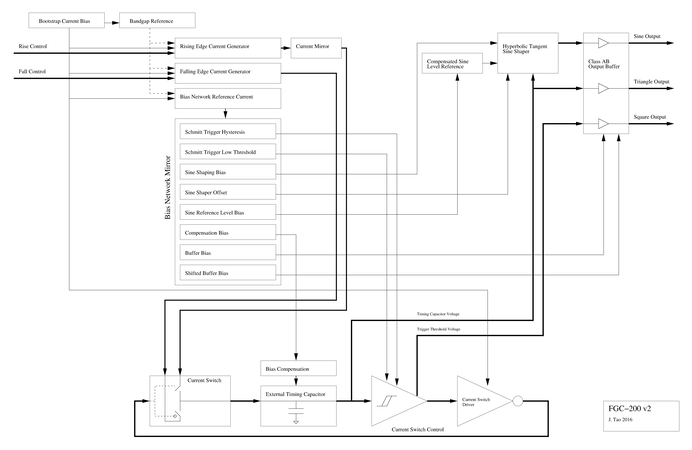 Bootstrap Current Bias
Bandgap Reference
Rise Control
Fall Control
Rising Edge Current Generator
Current Mirror
Falling Edge Current Generator
Bias Network Reference Current
Bias Network Mirror
Schmitt Trigger Hysteresis
Schmitt Trigger Low Threshold
Sine Shaping Bias
Sine Shaper Offset
Sine Reference Level Bias
Compensation Bias
Buffer Bias
Shifted Buffer Bias
Compensated Sine
Level Reference
Hyperbolic Tangent
Sine Shaper
Class AB
Output Buffer
Sine Output
Triangle Output
Square Output
Timing Capacitor Voltage
Trigger Threshold Voltage
Current Switch
Bias Compensation
External Timing Capacitor
Current Switch
Driver
Current Switch Control
FGC-200 v2
J. Tao 2016